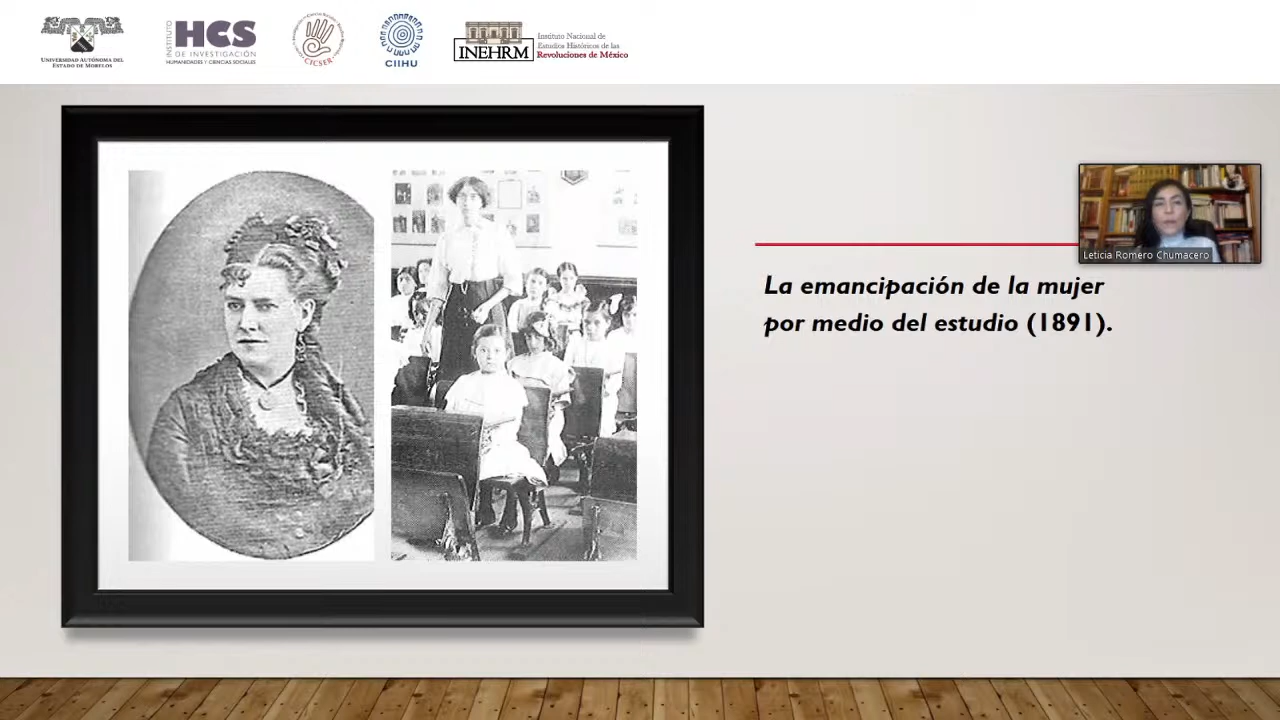 UNIVERSIDAD AUTÓNOMA DEL
ESTADO DE MORELOS
INSTITUTO
HCS
DE INVESTIGACIÓN
HUMANIDADES Y CIENCIAS SOCIALES
CICSER
CIIHU
INEHRM
Instituto Nacional de
Estudios Históricos de las
Revoluciones de México
Leticia Romero Chumacero
La emancipación de la mujer
por medio del estudio (1891).